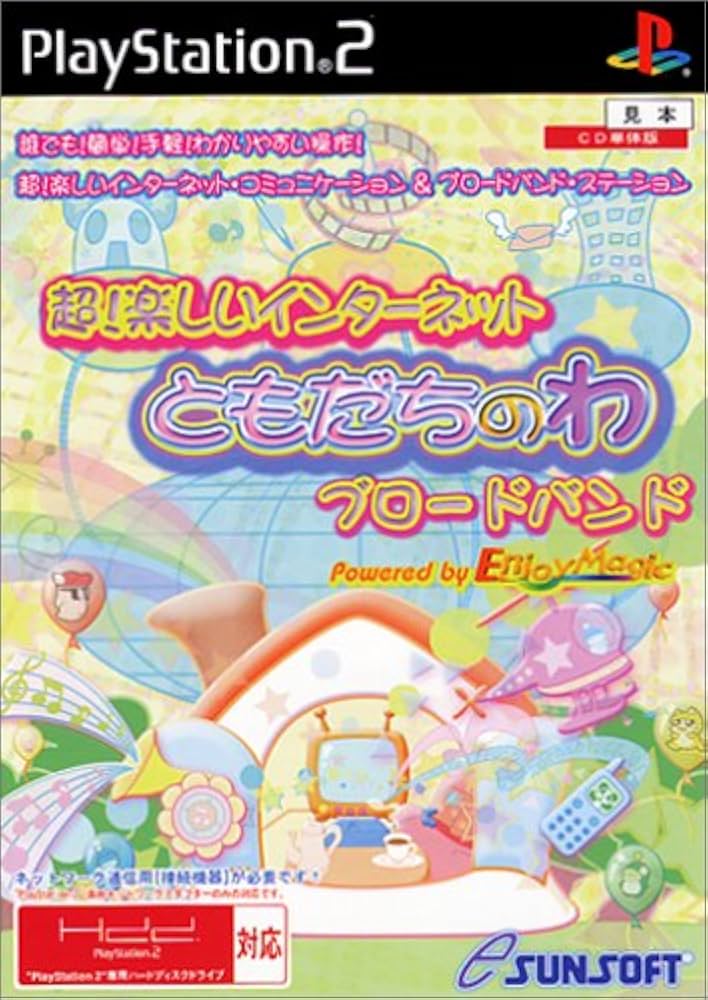 PlayStation®2
見本
CD単体版
誰でも!簡単!手軽!わかりやすい操作!
超!楽しいインターネット・コミュニケーション & ブロードバンド・ステーション
超!楽しいインターネット
ともだちのわ
ブロードバンド
Powered by EnjoyMagic
ネットワーク通信用[接続機器]が必要です!
Hdd
PlayStation.2
対応
"PlayStation 2"専用ハードディスクドライブ
e SUNSOFT®